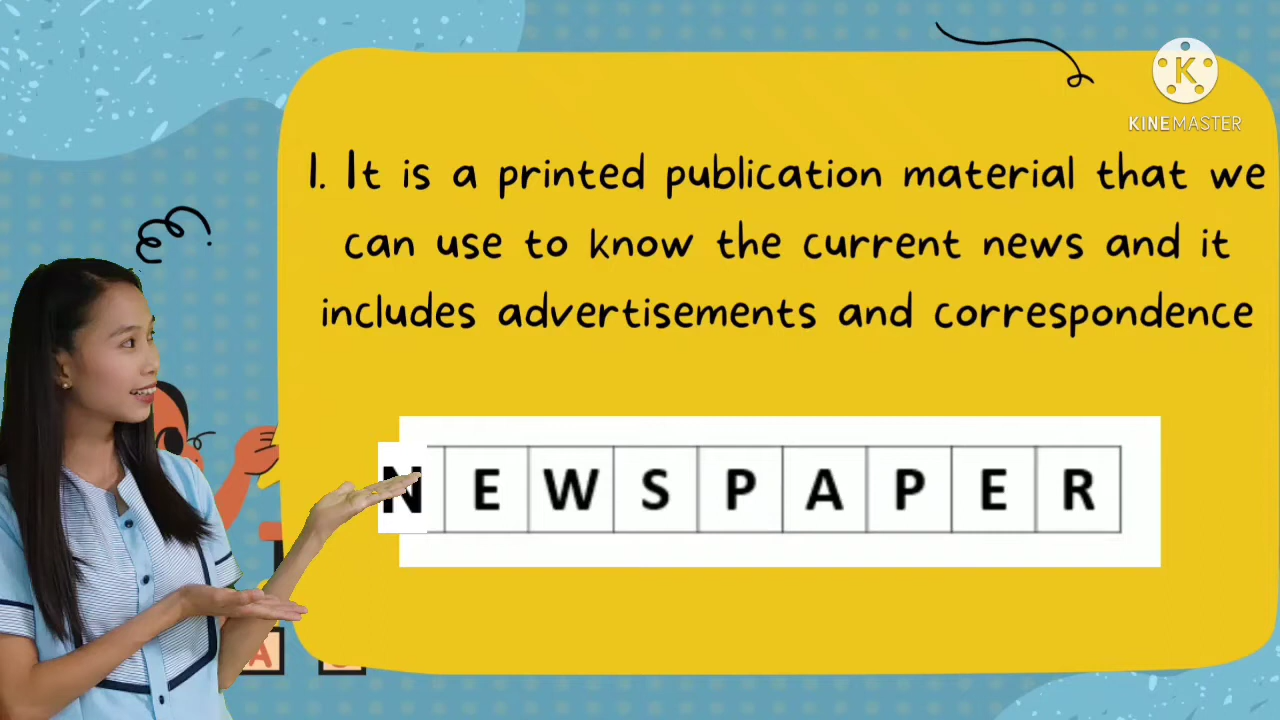 KINEMASTER
1. It is a printed publication material that we
can use to know the current news and it
includes advertisements and correspondence
N E W S P A P E R
A